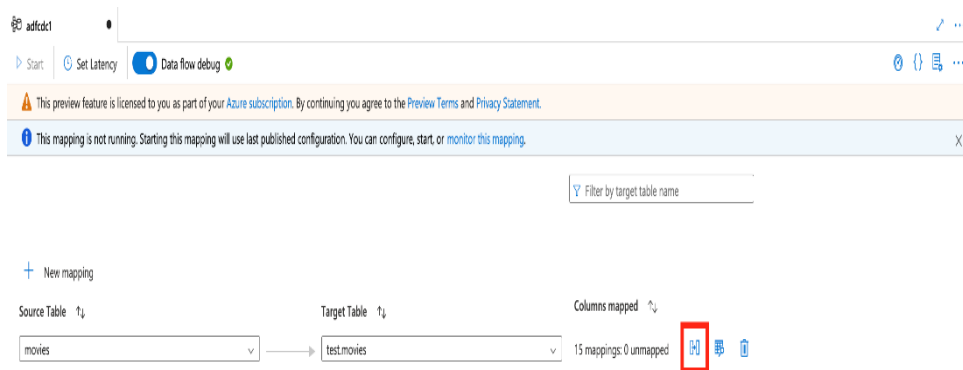 adfcdc1
Start Set Latency Data flow debug
This preview feature is licensed to you as part of your Azure subscription. By continuing you agree to the Preview Terms and Privacy Statement.
This mapping is not running. Starting this mapping will use last published configuration. You can configure, start, or monitor this mapping.
Filter by target table name
New mapping
Source Table Target Table Columns mapped
movies test.movies 15 mappings: 0 unmapped